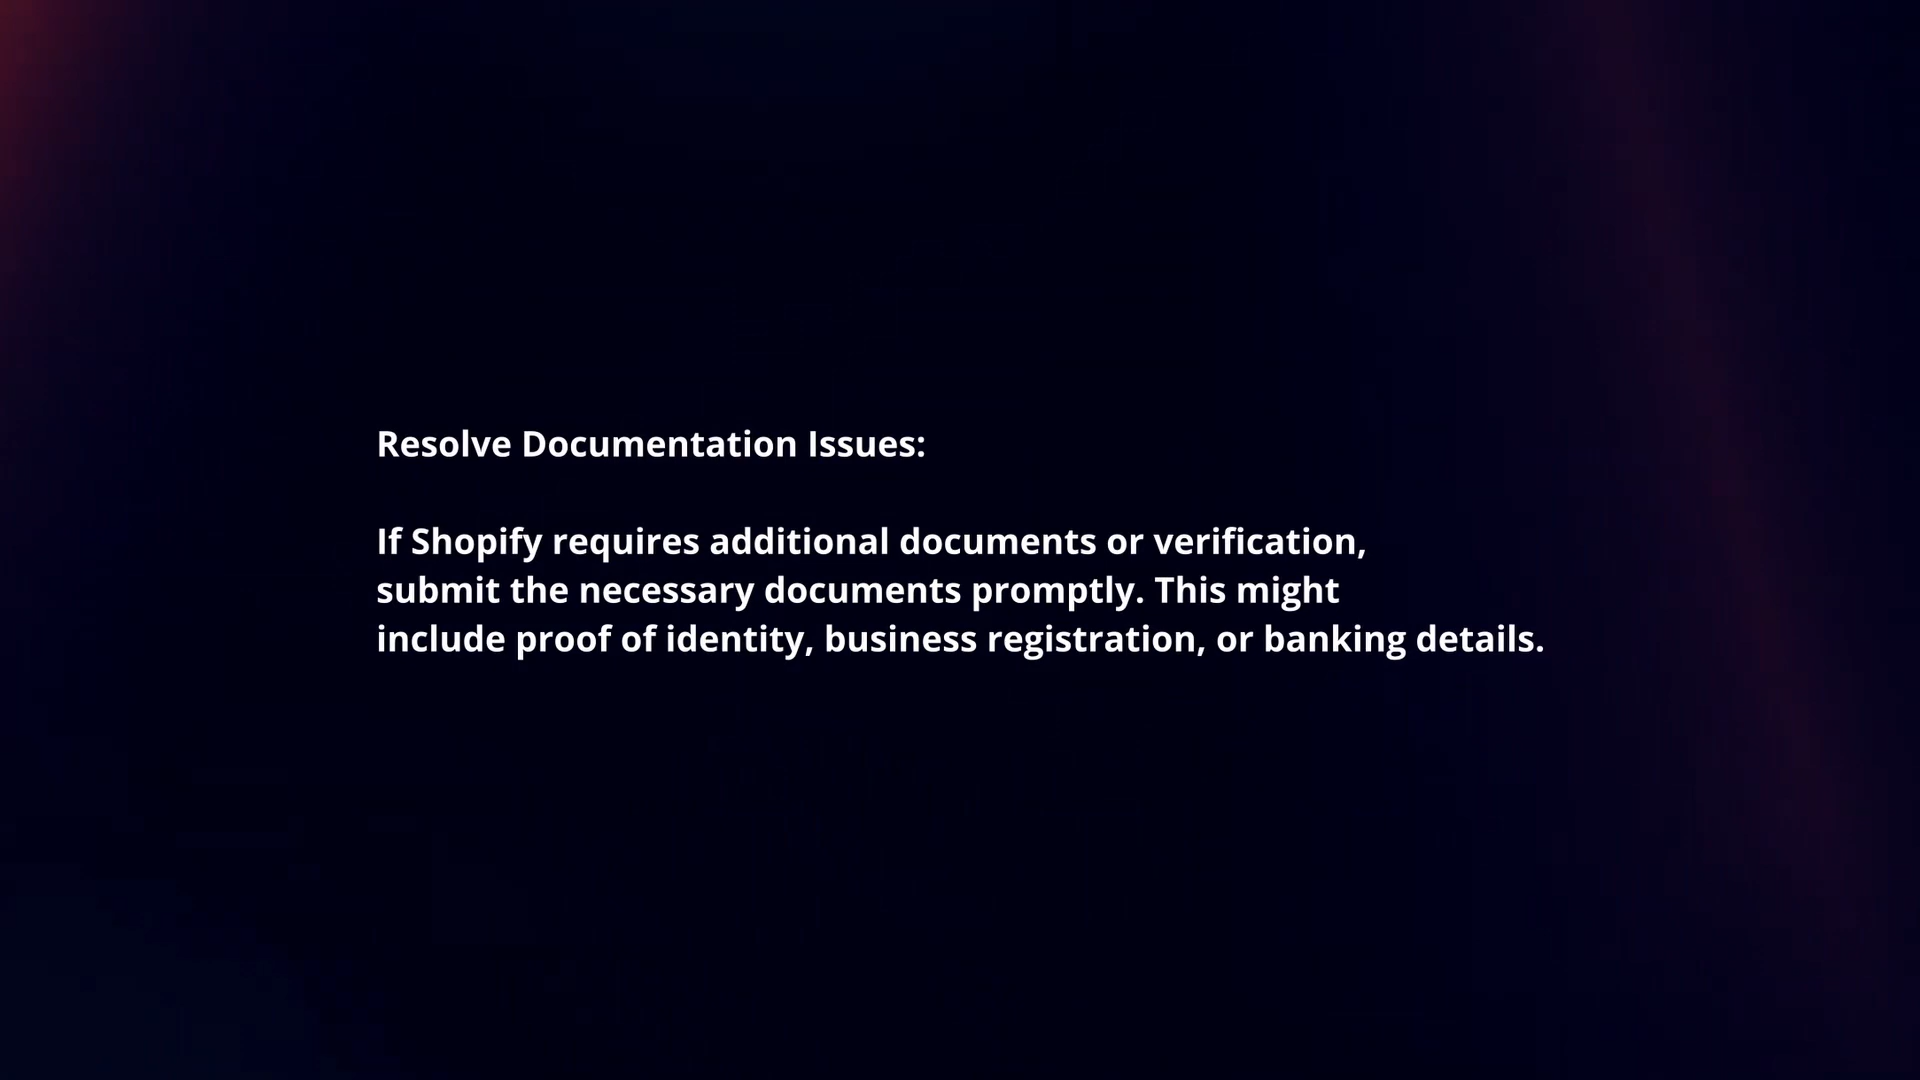 Resolve Documentation Issues:
If Shopify requires additional documents or verification,
submit the necessary documents promptly. This might
include proof of identity, business registration, or banking details.